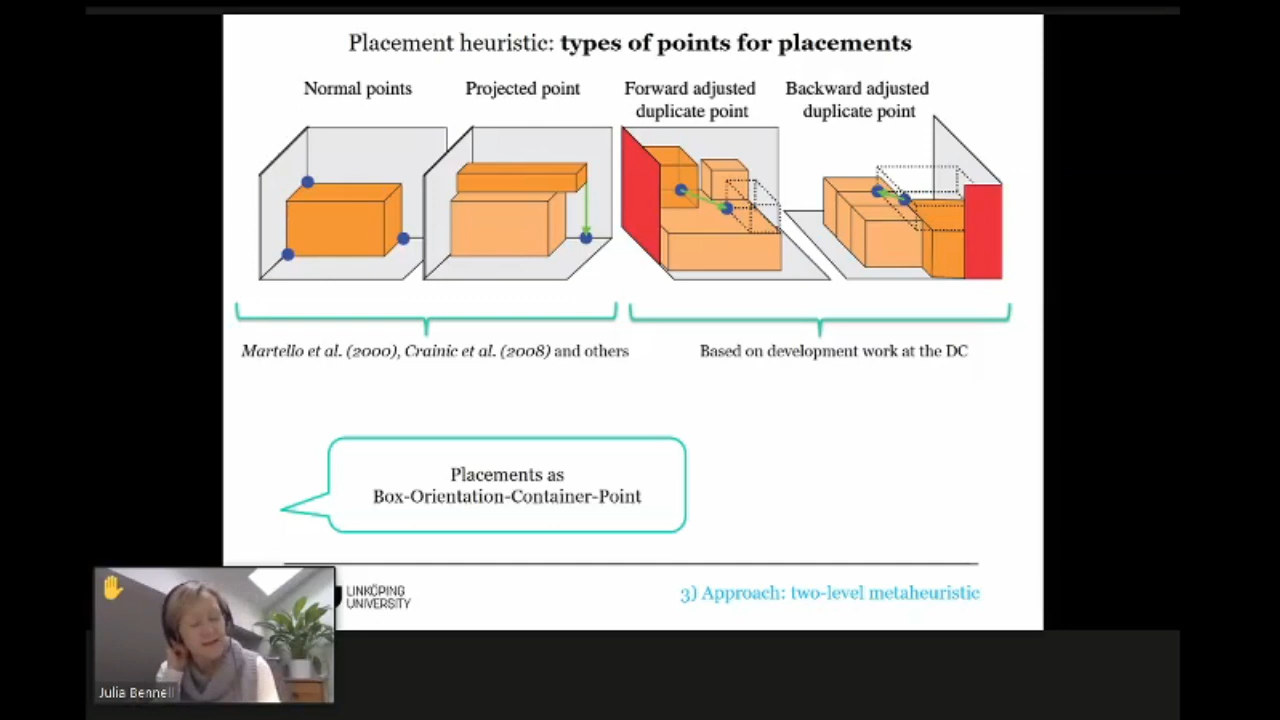 Placement heuristic: types of points for placements
Normal points
Projected point
Forward adjusted
duplicate point
Backward adjusted
duplicate point
Martello et al. (2000), Crainic et al. (2008) and others
Based on development work at the DC
Placements as
Box-Orientation-Container-Point
LINKÖPING
UNIVERSITY
3) Approach: two-level metaheuristic
Julia Bennell